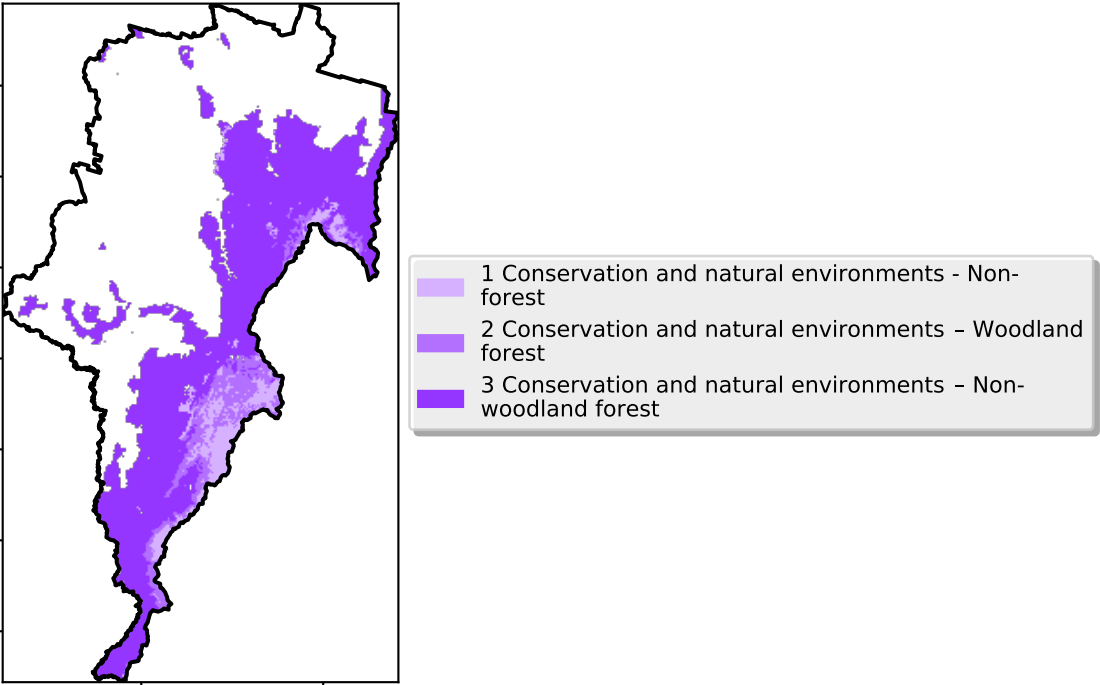 1 Conservation and natural environments - Non-
forest
2 Conservation and natural environments – Woodland
forest
3 Conservation and natural environments – Non-
woodland forest